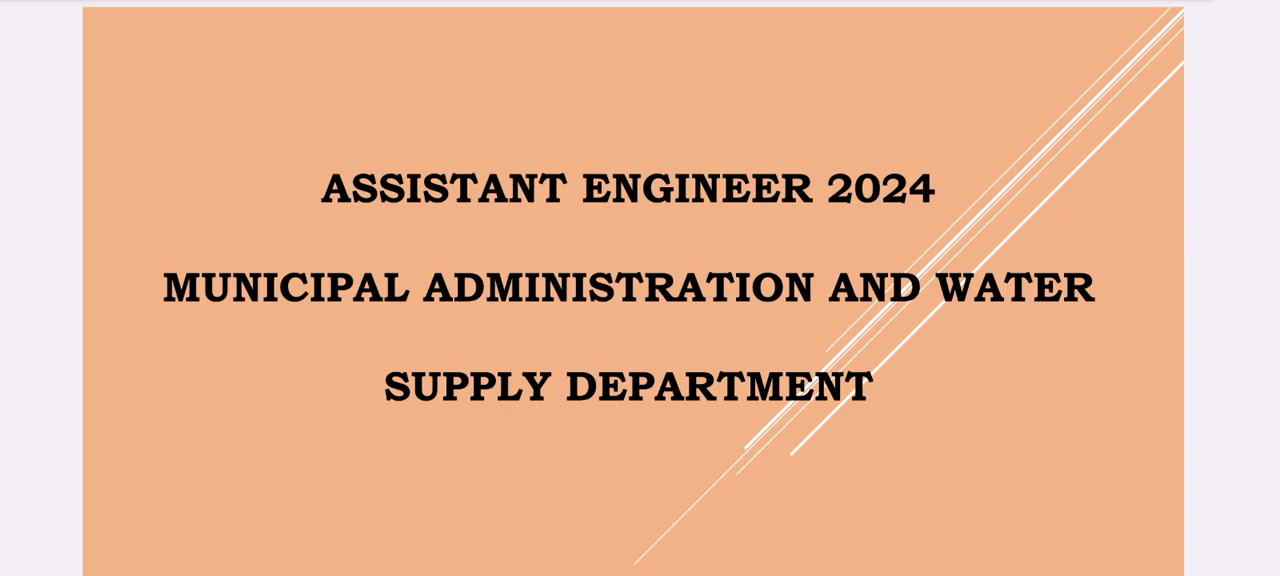 ASSISTANT ENGINEER 2024
MUNICIPAL ADMINISTRATION AND WATER
SUPPLY DEPARTMENT